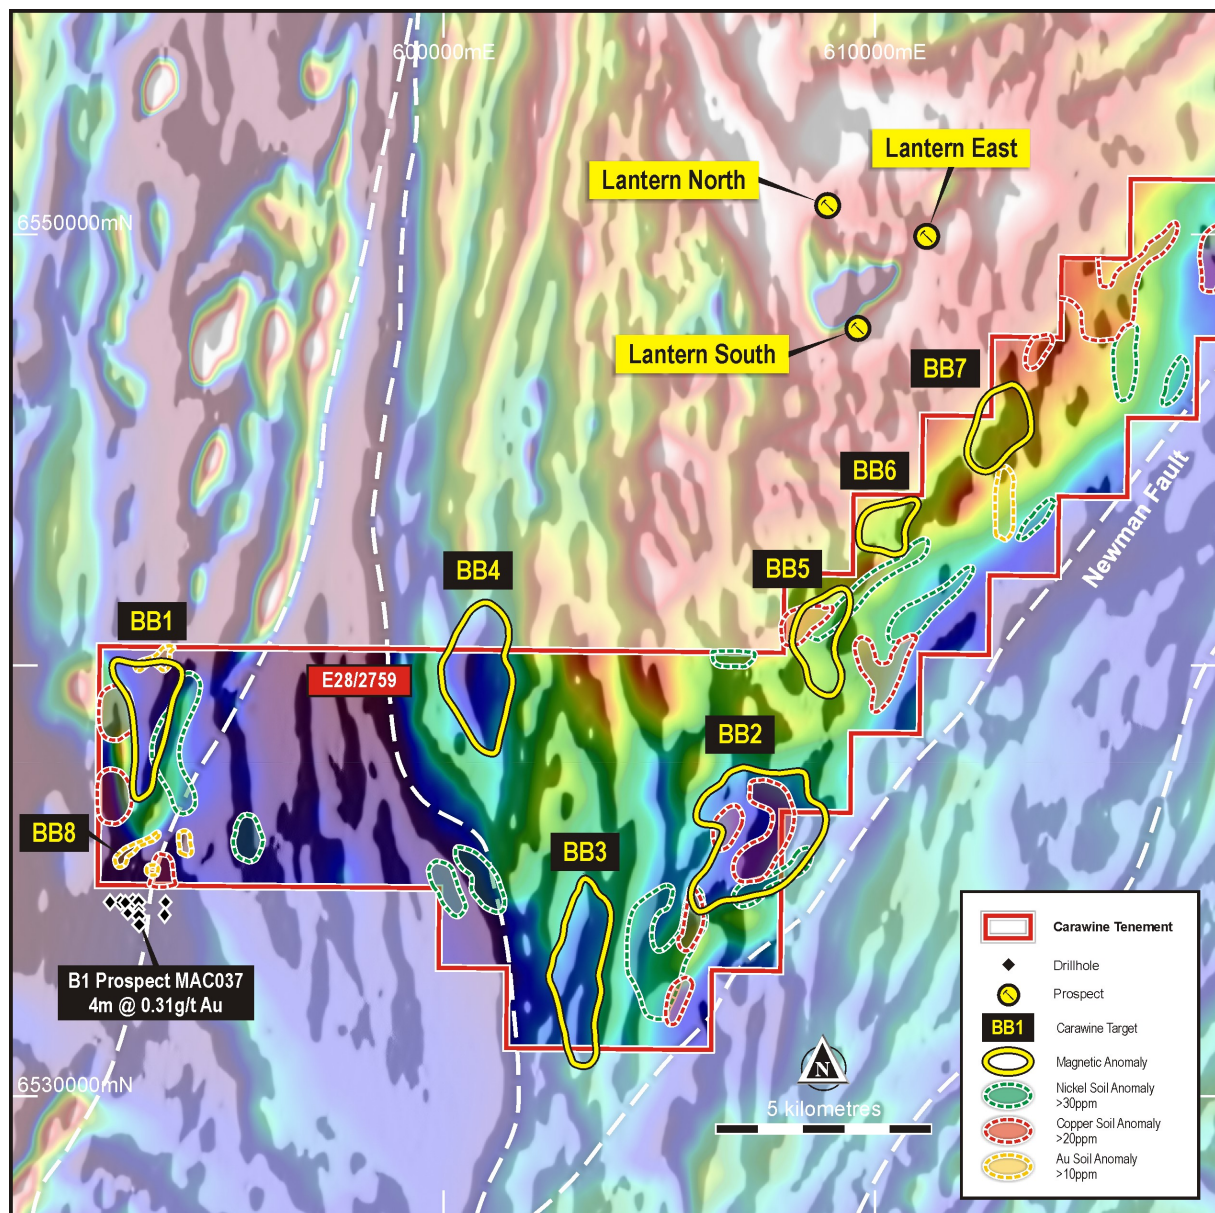 600000mE
610000mE
Lantern East
Lantern North
6550000mN
Lantern South
BB7
BB6
Newman Fault
BB5
BB4
BB1
E28/2759
BB2
BB8
BB3
B1 Prospect MAC037
4m @ 0.31g/t Au
6530000mN
N
5 kilometres
Carawine Tenement
Drillhole
Prospect
BB1
Carawine Target
Magnetic Anomaly
Nickel Soil Anomaly
>30ppm
Copper Soil Anomaly
>20ppm
Au Soil Anomaly
>10ppm